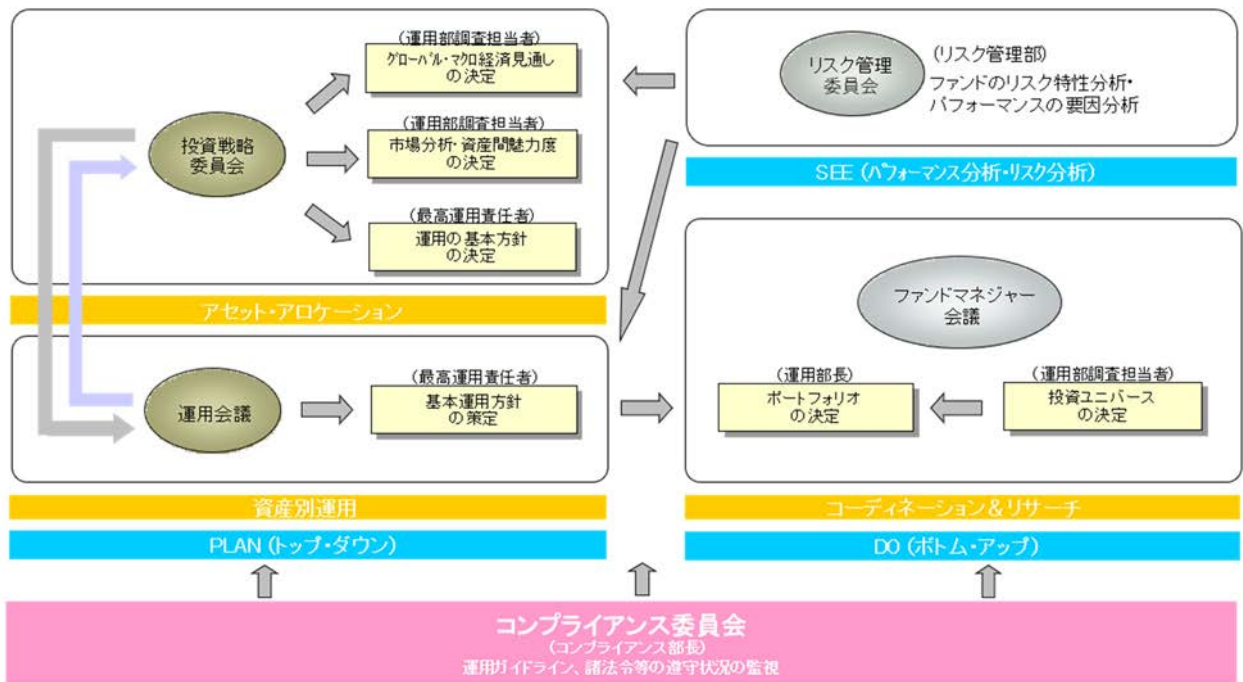 (運用部調査担当者)
グローバル・マクロ経済見通し
の決定
投資戦略
委員会
(運用部調査担当者)
市場分析・資産間魅力度
の決定
(最高運用責任者)
運用の基本方針
の決定
アセット・アロケーション
運用会議
(最高運用責任者)
基本運用方針
の策定
資産別運用
PLAN (トップ・ダウン)
リスク管理
委員会
(リスク管理部)
ファンドのリスク特性分析・
パフォーマンスの要因分析
SEE (パフォーマンス分析・リスク分析)
ファンドマネジャー
会議
(運用部長)
ポートフォリオ
の決定
(運用部調査担当者)
投資ユニバース
の決定
コーディネーション&リサーチ
DO (ボトム・アップ)
コンプライアンス委員会
(コンプライアンス部長)
運用ガイドライン、諸法令等の遵守状況の監視